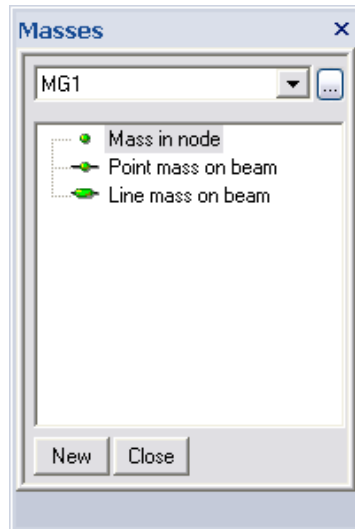 Masses
MG1
...
Mass in node
Point mass on beam
Line mass on beam
New Close